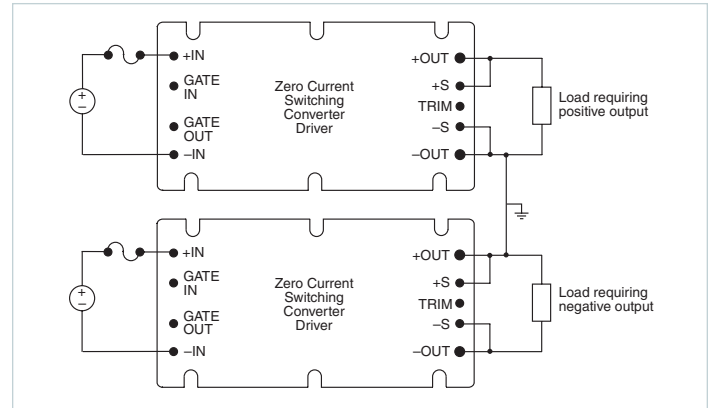 +IN
GATE
IN
GATE
OUT
–IN
Zero Current
Switching
Converter
Driver
+OUT
+S
TRIM
–S
–OUT
+
–
Load requiring
positive output
+IN
GATE
IN
GATE
OUT
–IN
Zero Current
Switching
Converter
Driver
+OUT
+S
TRIM
–S
–OUT
+
–
Load requiring
negative output